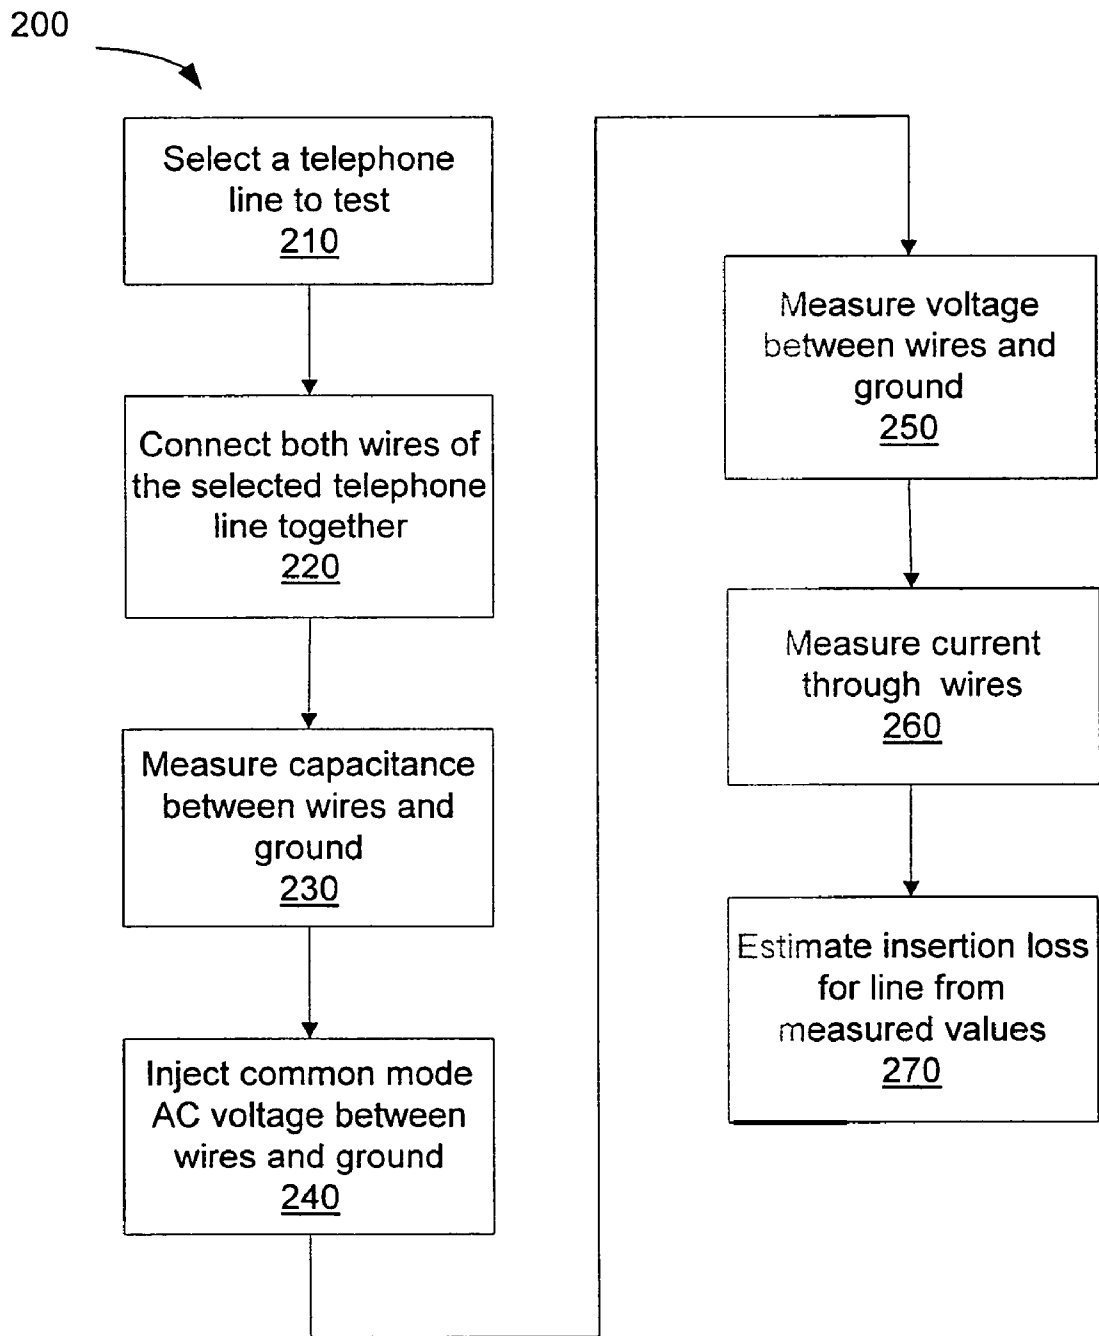 200
Select a telephone
line to test
210
Connect both wires of
the selected telephone
line together
220
Measure capacitance
between wires and
ground
230
Inject common mode
AC voltage between
wires and ground
240
Measure voltage
between wires and
ground
250
Measure current
through wires
260
Estimate insertion loss
for line from
measured values
270